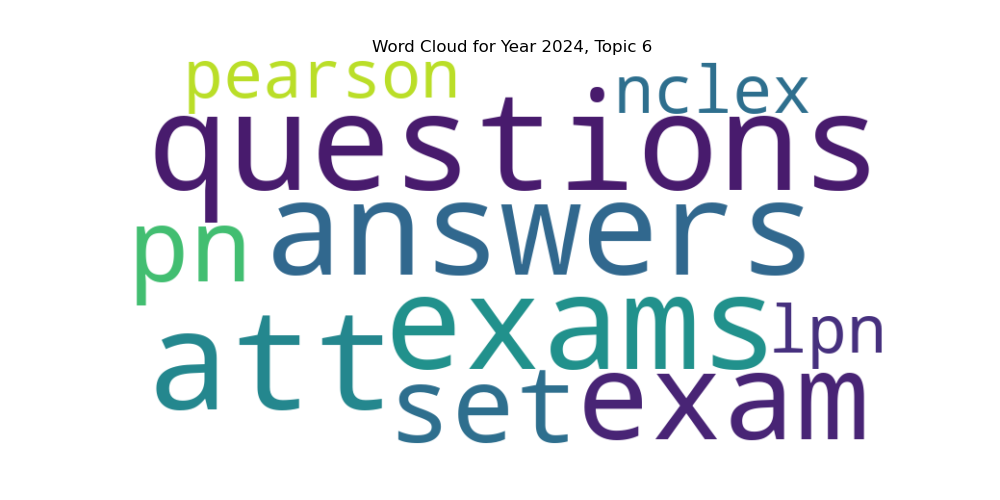 Word Cloud for Year 2024, Topic 6
pearson nclex
questions
pn answers
att exams lpn
set exam